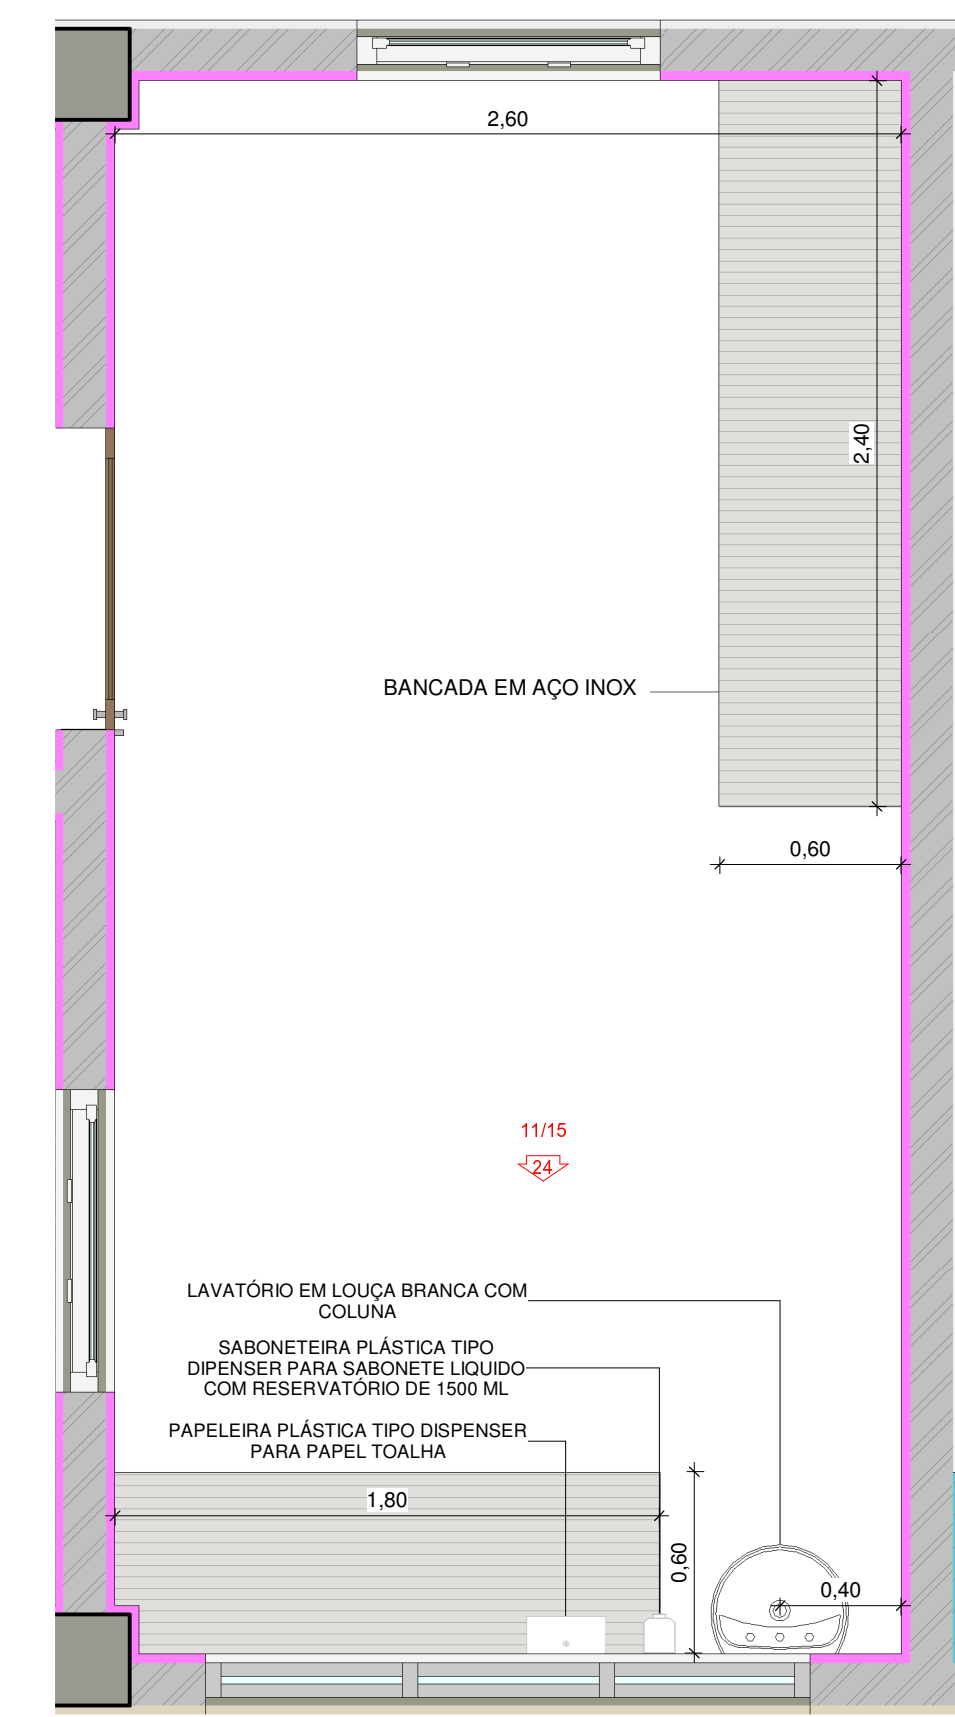 2,60
2,40
BANCADA EM AÇO INOX
0,60
11/15
24
LAVATÓRIO EM LOUÇA BRANCA COM
COLUNA
SABONETEIRA PLÁSTICA TIPO
DIPENSER PARA SABONETE LIQUIDO
COM RESERVATÓRIO DE 1500 ML
PAPELEIRA PLÁSTICA TIPO DISPENSER
PARA PAPEL TOALHA
1,80
0,60
0,40